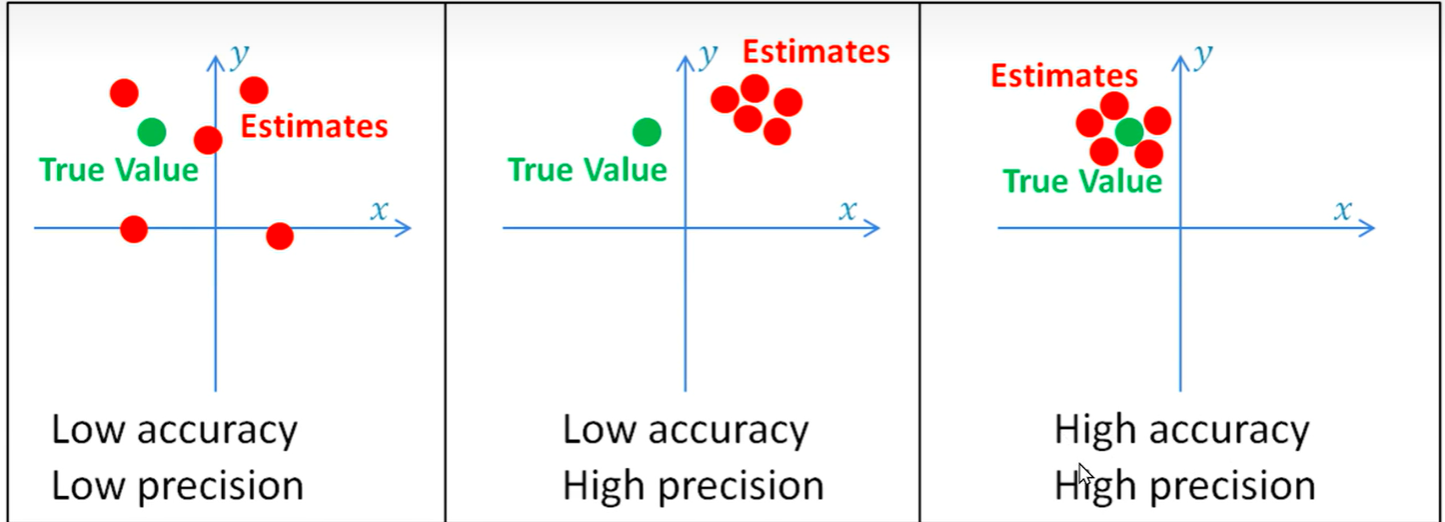 y
Estimates
True Value
x
Low accuracy
Low precision
Estimates
y
True Value
x
Low accuracy
High precision
y
Estimates
True Value
x
High accuracy
High precision